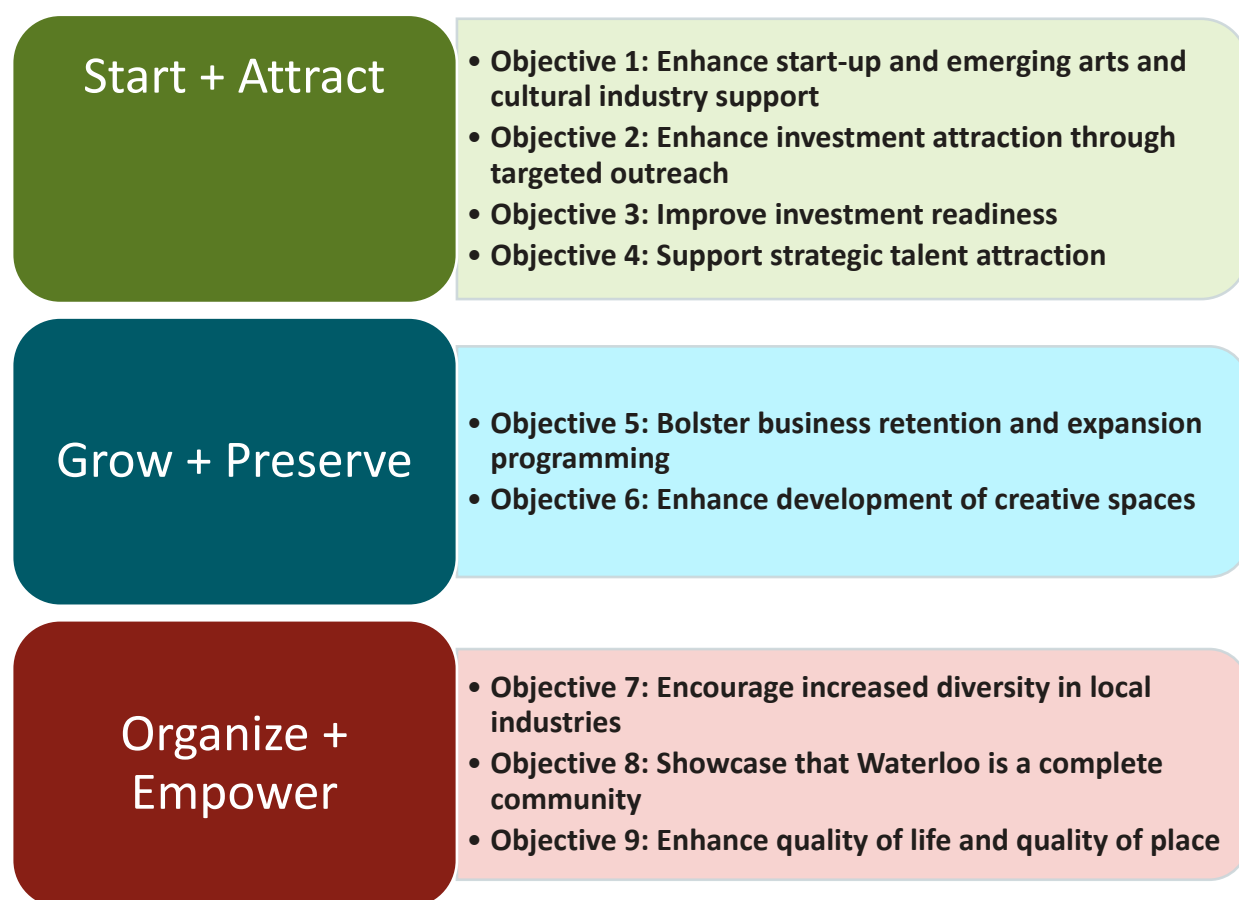 Start + Attract
• Objective 1: Enhance start-up and emerging arts and
cultural industry support
• Objective 2: Enhance investment attraction through
targeted outreach
• Objective 3: Improve investment readiness
• Objective 4: Support strategic talent attraction
Grow + Preserve
• Objective 5: Bolster business retention and expansion
programming
• Objective 6: Enhance development of creative spaces
Organize +
Empower
• Objective 7: Encourage increased diversity in local
industries
• Objective 8: Showcase that Waterloo is a complete
community
• Objective 9: Enhance quality of life and quality of place